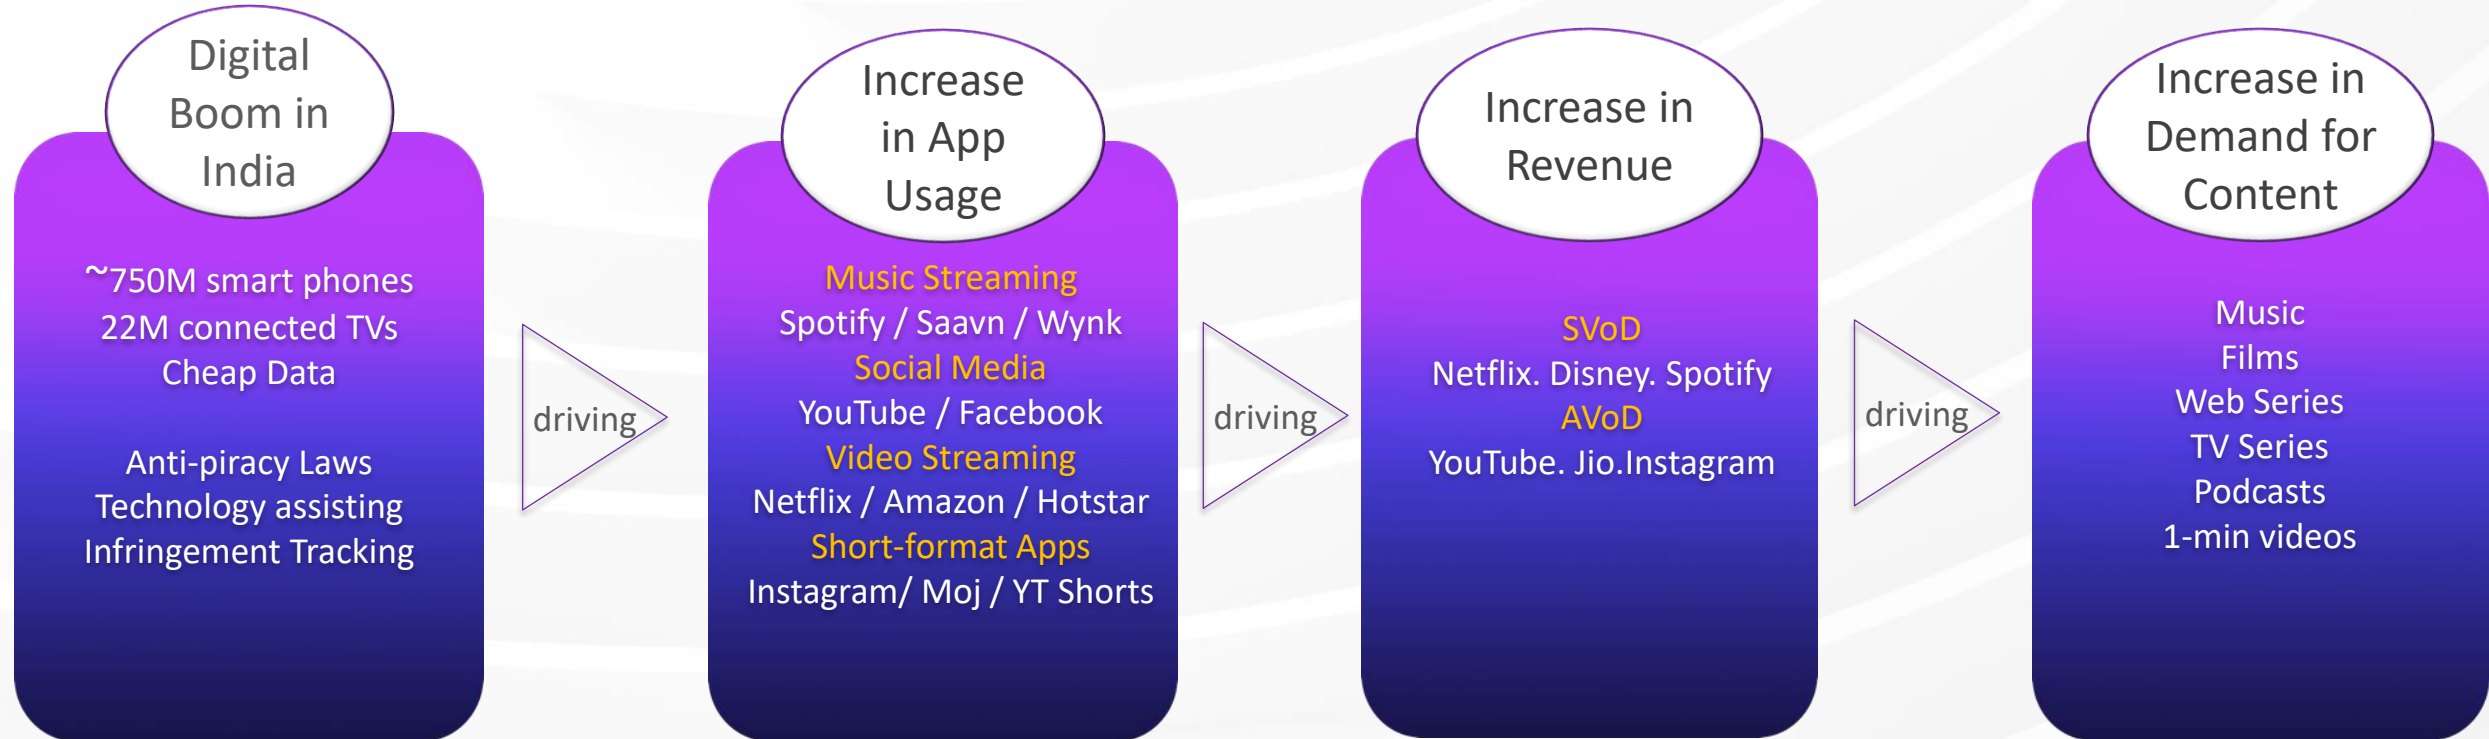 Digital
Boom in
India
~750M smart phones
22M connected TVs
Cheap Data
Anti-piracy Laws
Technology assisting
Infringement Tracking
driving
Increase
in App
Usage
Music Streaming
Spotify / Saavn / Wynk
Social Media
YouTube / Facebook
Video Streaming
Netflix / Amazon / Hotstar
Short-format Apps
Instagram/ Moj / YT Shorts
driving
Increase in
Revenue
SVoD
Netflix. Disney. Spotify
AVoD
YouTube. Jio.Instagram
driving
Increase in
Demand for
Content
Music
Films
Web Series
TV Series
Podcasts
1-min videos